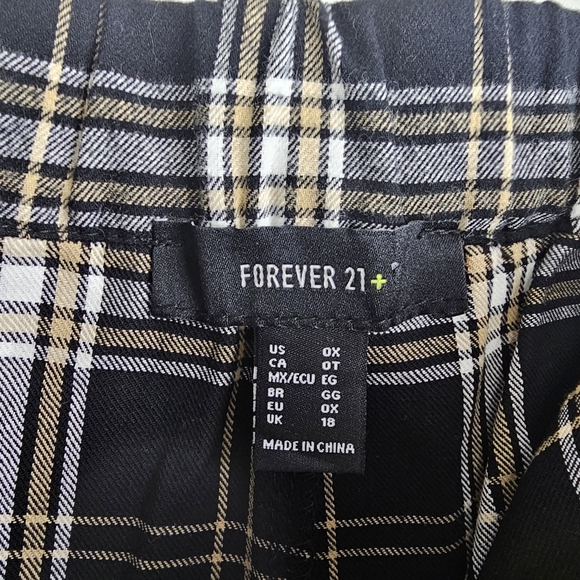 FOREVER 21+
US 0X
CA 0T
MX/ECU EG
BR GG
EU 0X
UK 18
MADE IN CHINA